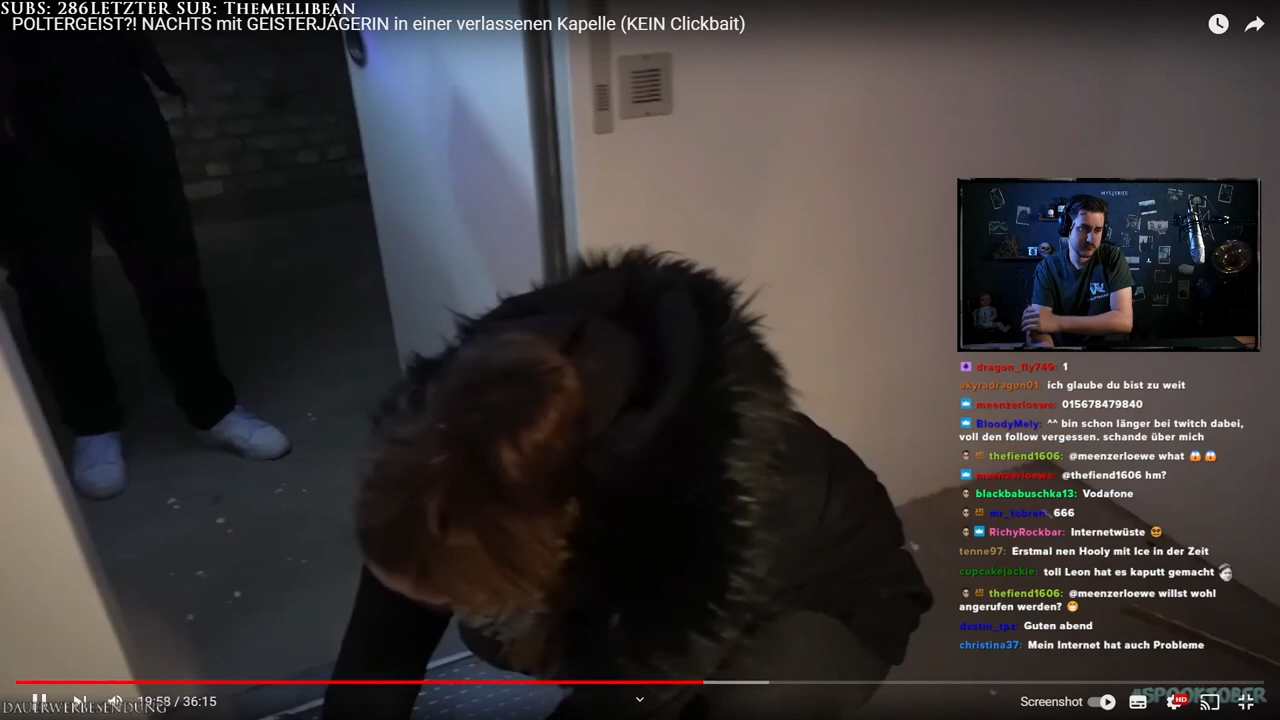 SUBS: 286LETZTER SUB: THEMELLIBEAN
POLTERGEIST?! NACHTS mit GEISTERJÄGERIN in einer verlassenen Kapelle (KEIN Clickbait)
MYSTERIES
dragon_fly749: 1
akyradragon01: ich glaube du bist zu weit
meenzerloewe: 015678479840
BloodyMely: ^^ bin schon länger bei twitch dabei,
voll den follow vergessen. schande über mich
thefiend1606: @meenzerloewe what 😱 😱
meenzerloewe: @thefiend1606 hm?
blackbabuschka13: Vodafone
mr_tobran: 666
RichyRockbar: Internetwüste 😎
tenne97: Erstmal nen Hooly mit Ice in der Zeit
cupcakejackie: toll Leon hat es kaputt gemacht
thefiend1606: @meenzerloewe willst wohl
angerufen werden? 😁
dxstin_tpz: Guten abend
christina37: Mein Internet hat auch Probleme
19:58 / 36:15
Screenshot
HD
#SPOOKTOBER
DAUERWERBESENDUNG